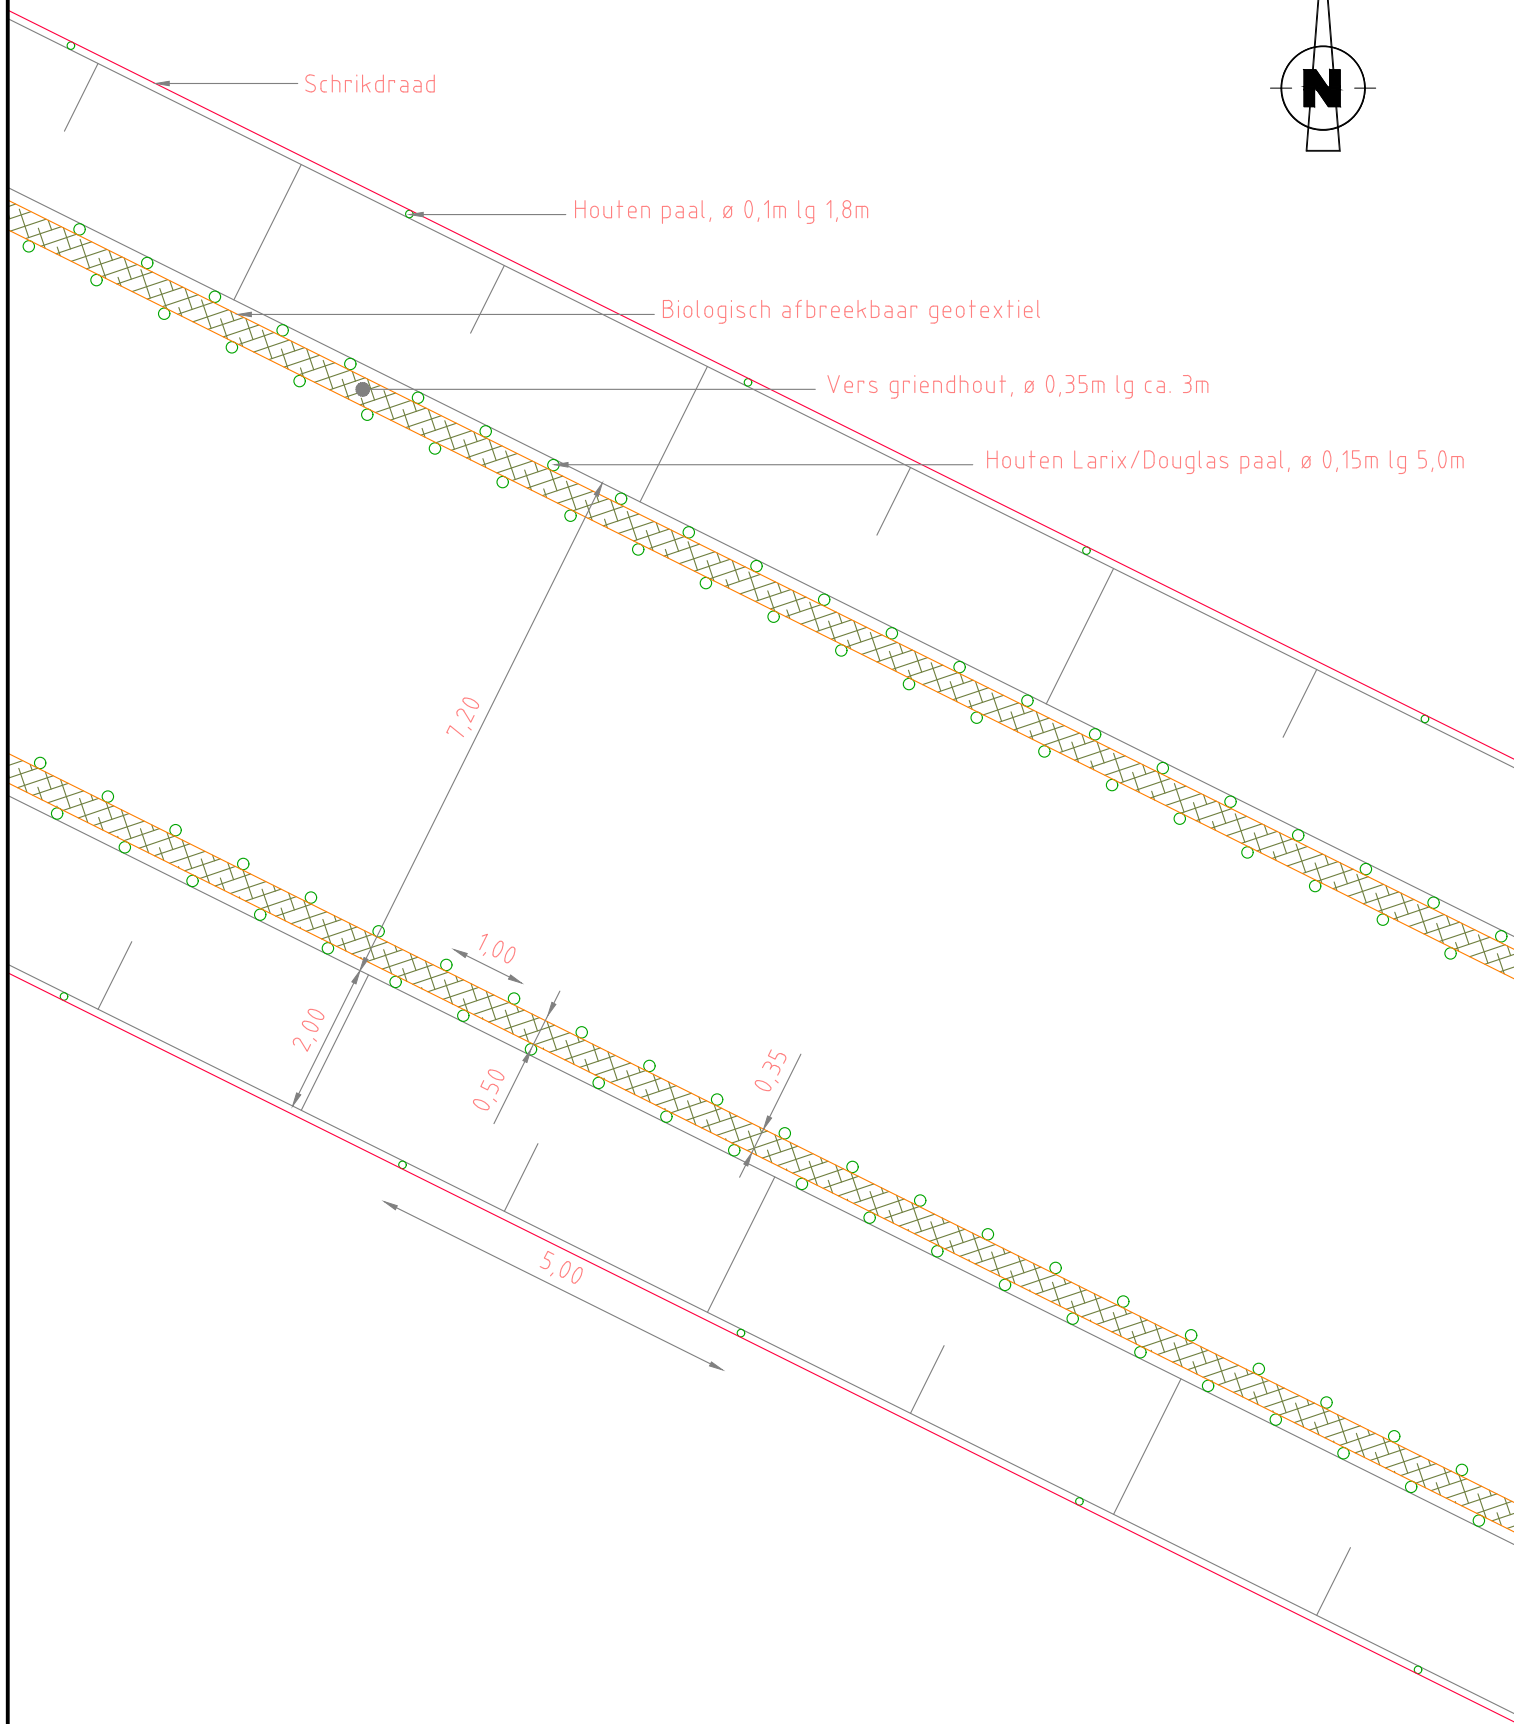 N
Schrikdraad
Houten paal, ø 0,1m lg 1,8m
Biologisch afbreekbaar geotextiel
Vers griendhout, ø 0,35m lg ca. 3m
Houten Larix/Douglas paal, ø 0,15m lg 5,0m
7,20
1,00
2,00
0,50
0,35
5,00